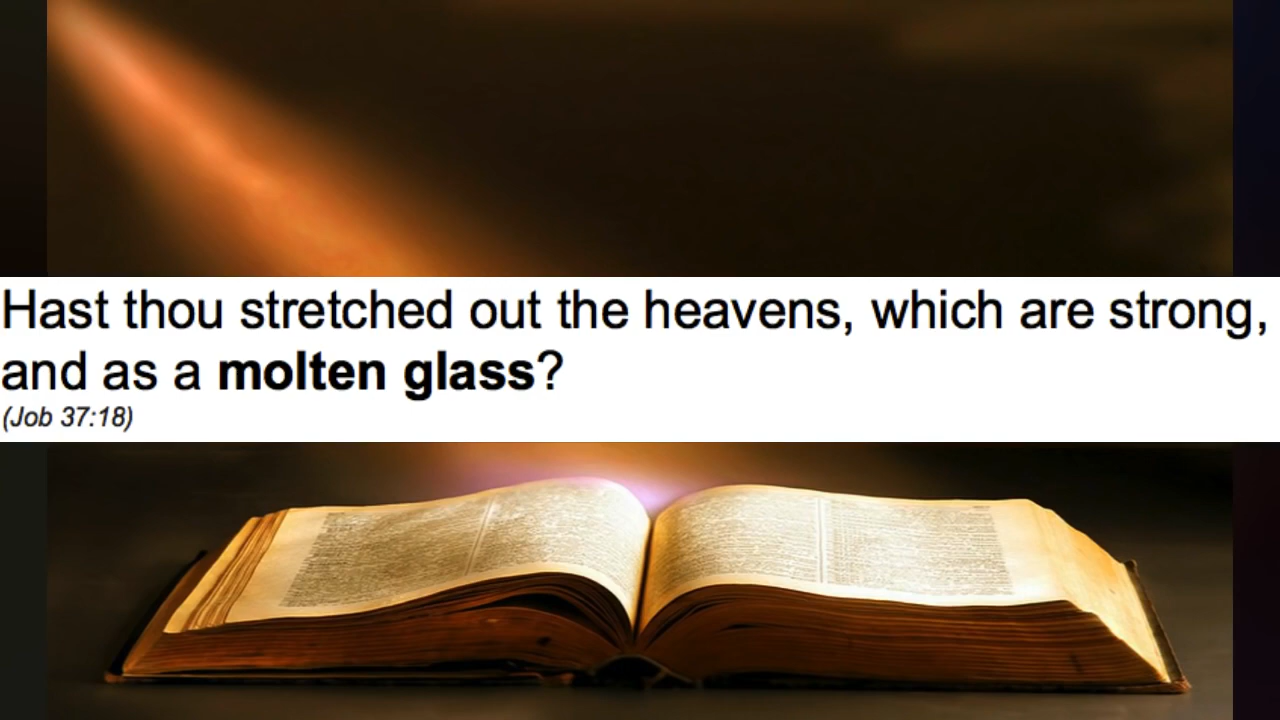 Hast thou stretched out the heavens, which are strong,
and as a molten glass?
(Job 37:18)